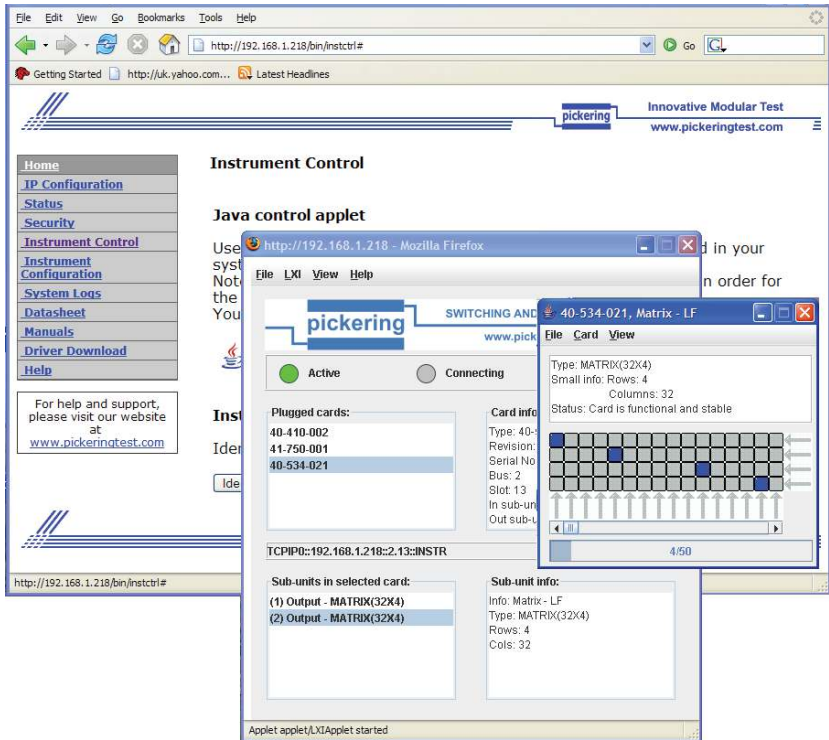 File Edit View Go Bookmarks Tools Help
http://192.168.1.218/bin/instctrl#
Go
G
Getting Started http://uk.yahoo.com... Latest Headlines
pickering
Innovative Modular Test
www.pickeringtest.com
Home
IP Configuration
Status
Security
Instrument Control
Instrument
Configuration
System Logs
Datasheet
Manuals
Driver Download
Help
For help and support,
please visit our website
at
www.pickeringtest.com
Instrument Control
Java control applet
Use
d in your
syst
Note
n order for
the
You
Inst
Iden
Ide
http://192.168.1.218/bin/instctrl#
http://192.168.1.218 - Mozilla Firefox
File LXI View Help
pickering
SWITCHING AND
www.pick
Active Connecting
Plugged cards:
40-410-002
41-750-001
40-534-021
Card info
Type: 40-
Revision:
Serial No
Bus: 2
Slot: 13
In sub-un
Out sub-u
TCPIP0::192.168.1.218::2.13::INSTR
Sub-units in selected card:
(1) Output - MATRIX(32X4)
(2) Output - MATRIX(32X4)
Sub-unit info:
Info: Matrix - LF
Type: MATRIX(32X4)
Rows: 4
Cols: 32
Applet applet/LXIApplet started
40-534-021, Matrix - LF
File Card View
Type: MATRIX(32X4)
Small info: Rows: 4
Columns: 32
Status: Card is functional and stable
4/50